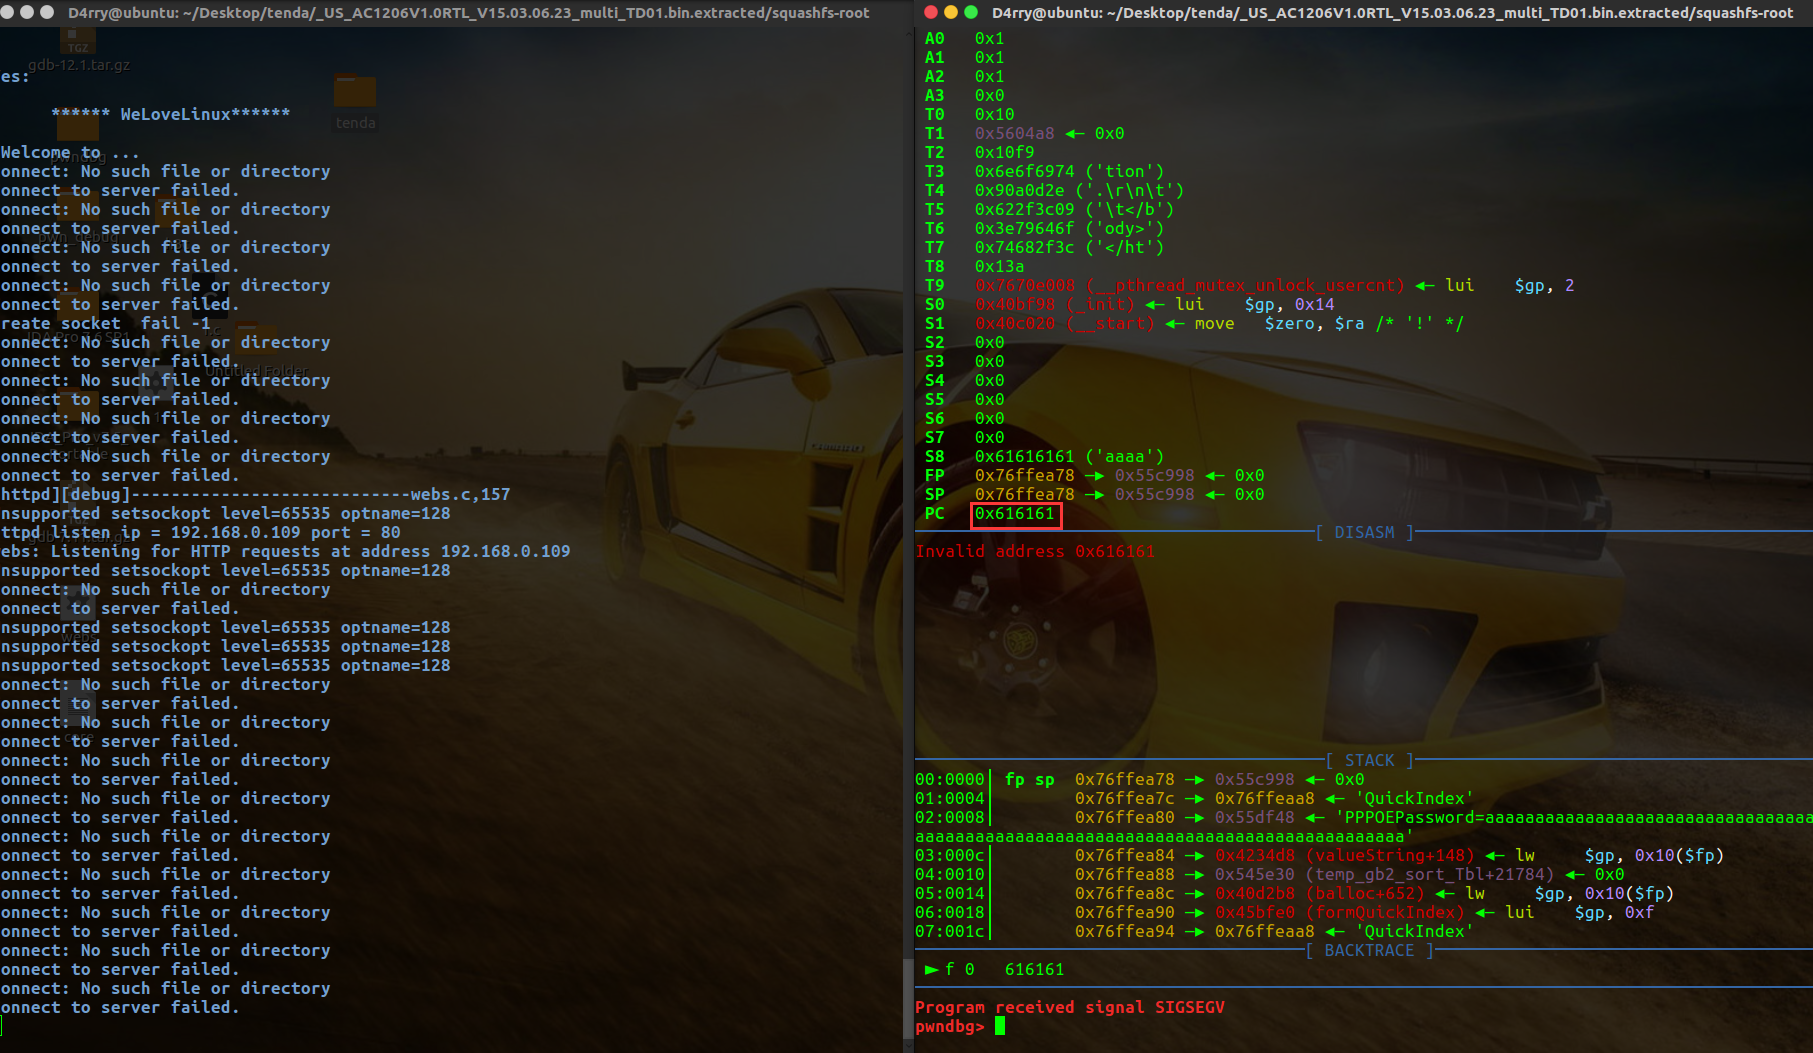 D4rry@ubuntu: ~/Desktop/tenda/_US_AC1206V1.0RTL_V15.03.06.23_multi_TD01.bin.extracted/squashfs-root
TGZ
gdb-12.1.tar.gz
es:
****** WeLoveLinux******
tenda
Welcome to ...
pwndbg
onnect: No such file or directory
onnect to server failed.
onnect: No such file or directory
onnect to server failed.
pwn_debug
onnect: No such file or directory
onnect to server failed.
onnect: No such file or directory
onnect to server failed.
reate socket  fail -1
onnect: No such file or directory
onnect to server failed.
Untitled Folder
onnect: No such file or directory
onnect to server failed.
onnect: No such file or directory
onnect to server failed.
onnect: No such file or directory
onnect to server failed.
httpd][debug]----------------------------webs.c,157
nsupported setsockopt level=65535 optname=128
ttpd listen ip = 192.168.0.109 port = 80
ebs: Listening for HTTP requests at address 192.168.0.109
nsupported setsockopt level=65535 optname=128
onnect: No such file or directory
onnect to server failed.
nsupported setsockopt level=65535 optname=128
webs
nsupported setsockopt level=65535 optname=128
nsupported setsockopt level=65535 optname=128
onnect: No such file or directory
onnect to server failed.
onnect: No such file or directory
core
onnect to server failed.
onnect: No such file or directory
onnect to server failed.
onnect: No such file or directory
onnect to server failed.
onnect: No such file or directory
onnect to server failed.
onnect: No such file or directory
onnect to server failed.
onnect: No such file or directory
onnect to server failed.
onnect: No such file or directory
onnect to server failed.
onnect: No such file or directory
onnect to server failed.
D4rry@ubuntu: ~/Desktop/tenda/_US_AC1206V1.0RTL_V15.03.06.23_multi_TD01.bin.extracted/squashfs-root
A0   0x1
A1   0x1
A2   0x1
A3   0x0
T0   0x10
T1   0x5604a8 ◂— 0x0
T2   0x10f9
T3   0x6e6f6974 ('tion')
T4   0x90a0d2e ('.\r\n\t')
T5   0x622f3c09 ('\t</b')
T6   0x3e79646f ('ody>')
T7   0x74682f3c ('</ht')
T8   0x13a
T9   0x7670e008 (__pthread_mutex_unlock_usercnt) ◂— lui    $gp, 2
S0   0x40bf98 (_init) ◂— lui    $gp, 0x14
S1   0x40c020 (__start) ◂— move   $zero, $ra /* '!' */
S2   0x0
S3   0x0
S4   0x0
S5   0x0
S6   0x0
S7   0x0
S8   0x61616161 ('aaaa')
FP   0x76ffea78 —▸ 0x55c998 ◂— 0x0
SP   0x76ffea78 —▸ 0x55c998 ◂— 0x0
PC   0x616161
[ DISASM ]
Invalid address 0x616161
[ STACK ]
00:0000│ fp sp  0x76ffea78 —▸ 0x55c998 ◂— 0x0
01:0004│        0x76ffea7c —▸ 0x76ffeaa8 ◂— 'QuickIndex'
02:0008│        0x76ffea80 —▸ 0x55df48 ◂— 'PPPOEPassword=aaaaaaaaaaaaaaaaaaaaaaaaaaaaaaaaa
aaaaaaaaaaaaaaaaaaaaaaaaaaaaaaaaaaaaaaaaaaaaaaaaa'
03:000c│        0x76ffea84 —▸ 0x4234d8 (valueString+148) ◂— lw     $gp, 0x10($fp)
04:0010│        0x76ffea88 —▸ 0x545e30 (temp_gb2_sort_Tbl+21784) ◂— 0x0
05:0014│        0x76ffea8c —▸ 0x40d2b8 (balloc+652) ◂— lw     $gp, 0x10($fp)
06:0018│        0x76ffea90 —▸ 0x45bfe0 (formQuickIndex) ◂— lui    $gp, 0xf
07:001c│        0x76ffea94 —▸ 0x76ffeaa8 ◂— 'QuickIndex'
[ BACKTRACE ]
► f 0   616161
Program received signal SIGSEGV
pwndbg>